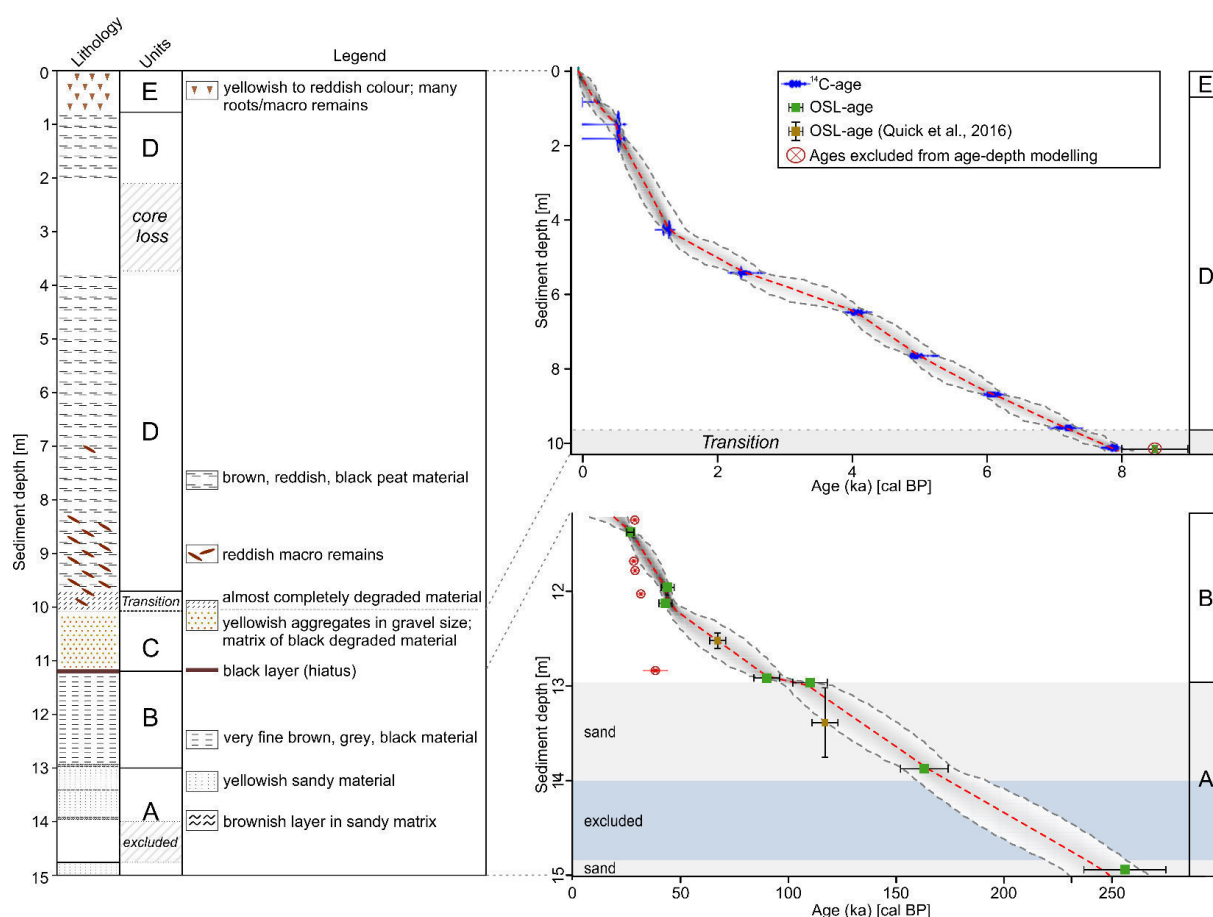 Lithology
Units
Legend
Sediment depth [m]
0
1
2
3
4
5
6
7
8
9
10
11
12
13
14
15
E
D
core
loss
D
Transition
C
B
A
excluded
yellowish to reddish colour; many
roots/macro remains
brown, reddish, black peat material
reddish macro remains
almost completely degraded material
yellowish aggregates in gravel size;
matrix of black degraded material
black layer (hiatus)
very fine brown, grey, black material
yellowish sandy material
brownish layer in sandy matrix
Sediment depth [m]
0
2
4
6
8
10
¹⁴C-age
OSL-age
OSL-age (Quick et al., 2016)
Ages excluded from age-depth modelling
Transition
E
D
0
2
4
6
8
Age (ka) [cal BP]
Sediment depth [m]
12
13
14
15
sand
excluded
sand
B
A
0
50
100
150
200
250
Age (ka) [cal BP]